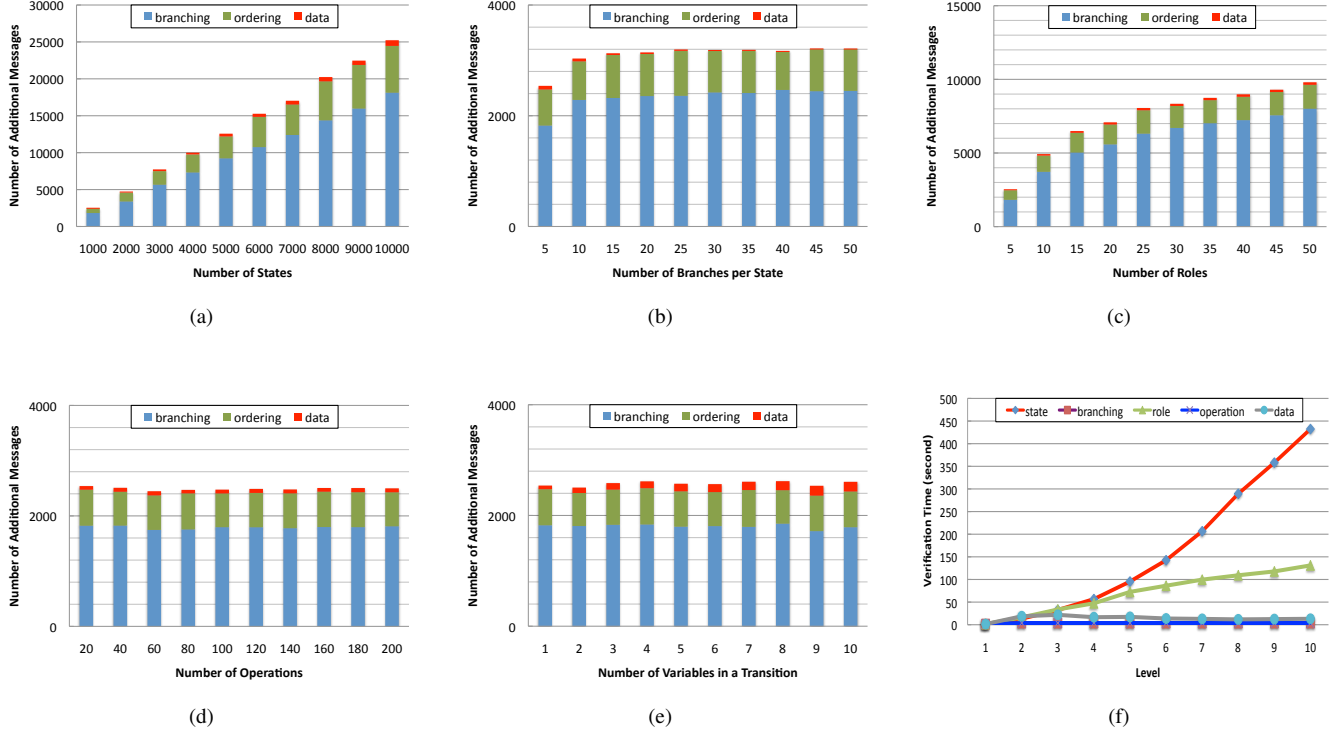 branching ordering data
Number of Additional Messages
30000
25000
20000
15000
10000
5000
0
1000 2000 3000 4000 5000 6000 7000 8000 9000 10000
Number of States
(a)
branching ordering data
Number of Additional Messages
4000
2000
0
5 10 15 20 25 30 35 40 45 50
Number of Branches per State
(b)
branching ordering data
Number of Additional Messages
15000
10000
5000
0
5 10 15 20 25 30 35 40 45 50
Number of Roles
(c)
branching ordering data
Number of Additional Messages
4000
2000
0
20 40 60 80 100 120 140 160 180 200
Number of Operations
(d)
branching ordering data
Number of Additional Messages
4000
2000
0
1 2 3 4 5 6 7 8 9 10
Number of Variables in a Transition
(e)
state branching role operation data
Verification Time (second)
500
450
400
350
300
250
200
150
100
50
0
1 2 3 4 5 6 7 8 9 10
Level
(f)